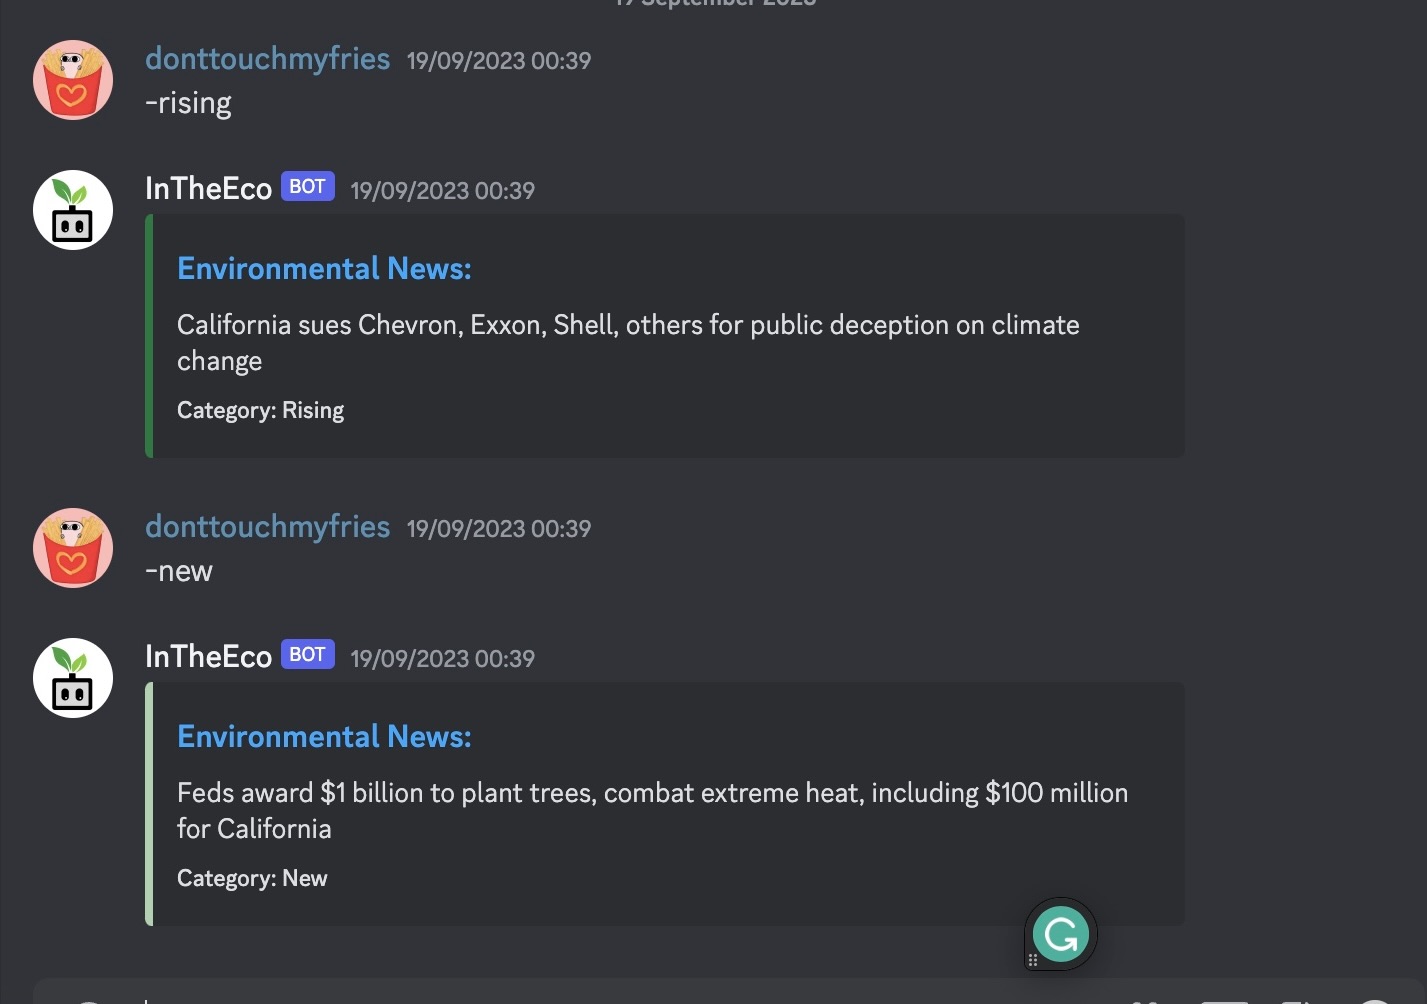 19 September 2023
donttouchmyfries 19/09/2023 00:39
-rising
InTheEco BOT 19/09/2023 00:39
Environmental News:
California sues Chevron, Exxon, Shell, others for public deception on climate
change
Category: Rising
donttouchmyfries 19/09/2023 00:39
-new
InTheEco BOT 19/09/2023 00:39
Environmental News:
Feds award $1 billion to plant trees, combat extreme heat, including $100 million
for California
Category: New